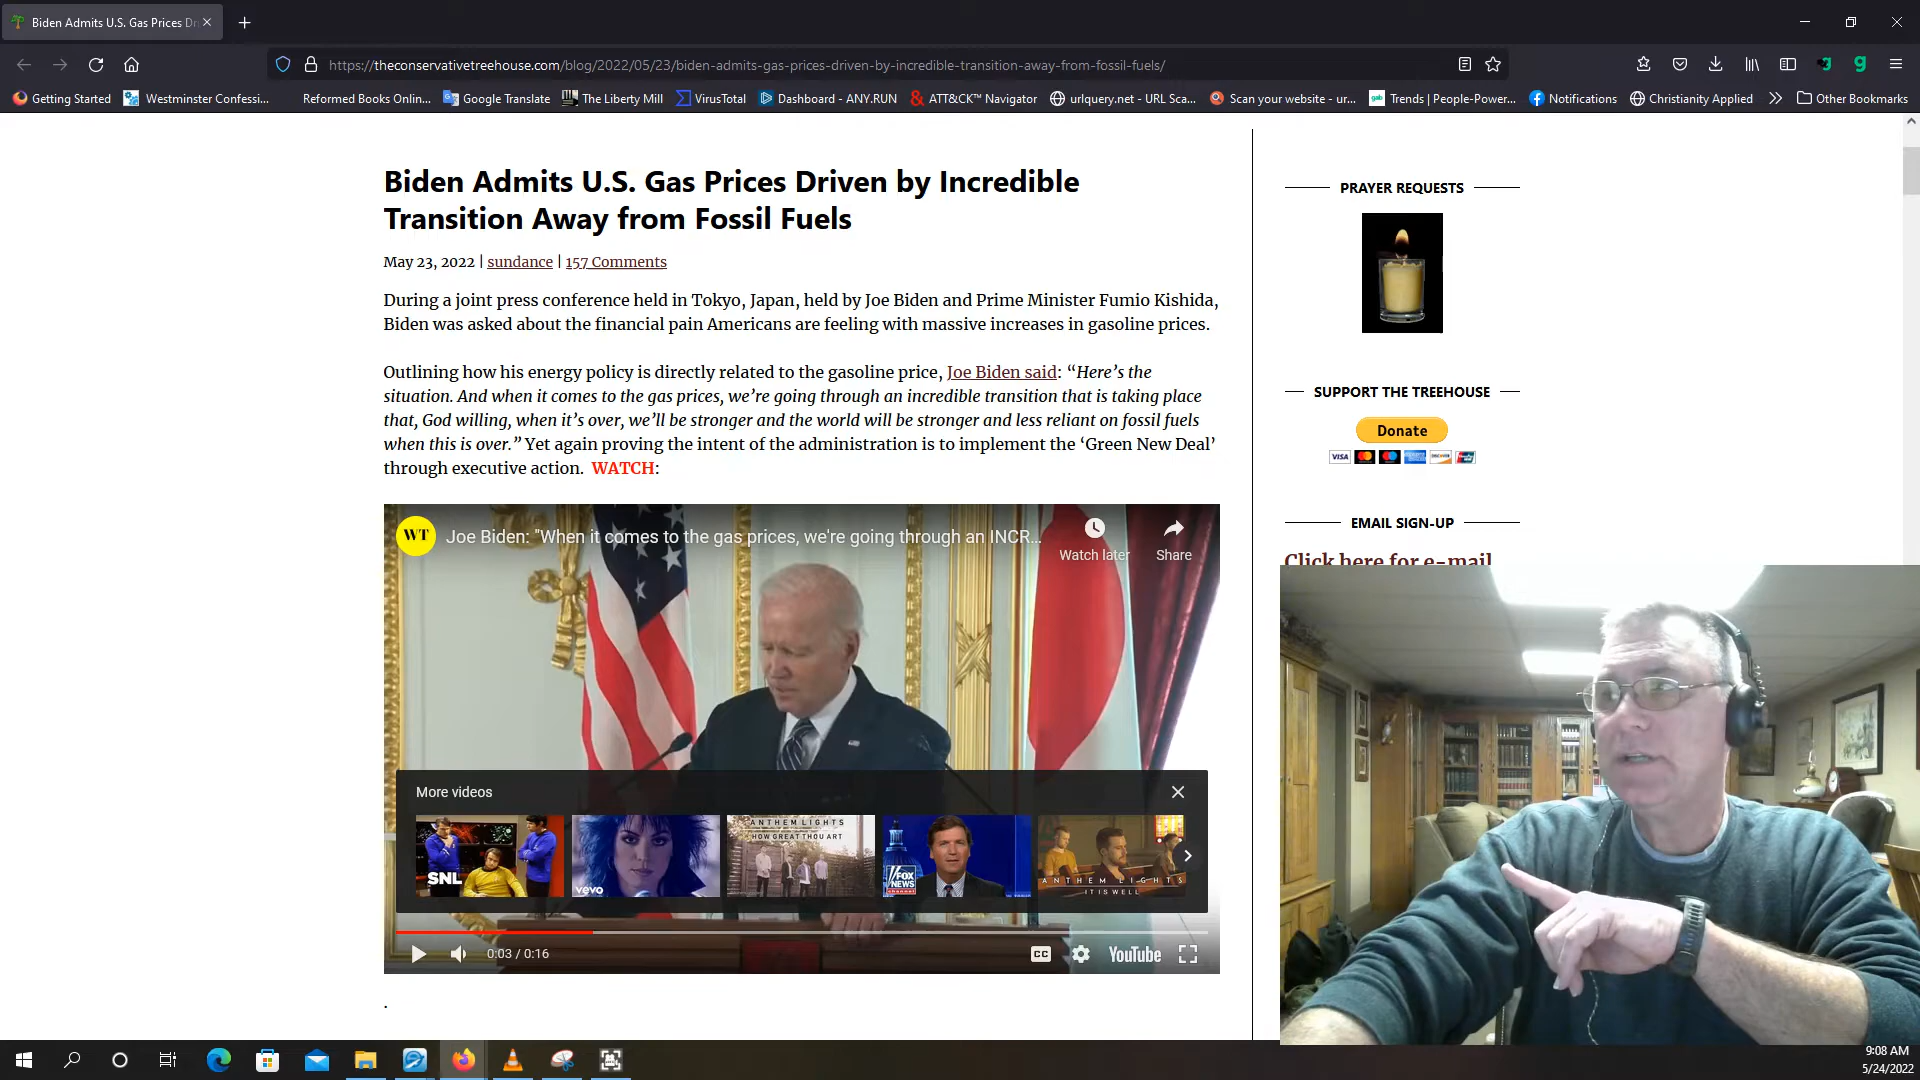 Biden Admits U.S. Gas Prices Dr
https://theconservativetreehouse.com/blog/2022/05/23/biden-admits-gas-prices-driven-by-incredible-transition-away-from-fossil-fuels/
Getting Started
Westminster Confessi...
Reformed Books Onlin...
Google Translate
The Liberty Mill
VirusTotal
Dashboard - ANY.RUN
ATT&CK™ Navigator
urlquery.net - URL Sca...
Scan your website - ur...
Trends | People-Power...
Notifications
Christianity Applied
Other Bookmarks
Biden Admits U.S. Gas Prices Driven by Incredible
Transition Away from Fossil Fuels
May 23, 2022 | sundance | 157 Comments
During a joint press conference held in Tokyo, Japan, held by Joe Biden and Prime Minister Fumio Kishida,
Biden was asked about the financial pain Americans are feeling with massive increases in gasoline prices.
Outlining how his energy policy is directly related to the gasoline price, Joe Biden said: “Here’s the
situation. And when it comes to the gas prices, we’re going through an incredible transition that is taking place
that, God willing, when it’s over, we’ll be stronger and the world will be stronger and less reliant on fossil fuels
when this is over.” Yet again proving the intent of the administration is to implement the ‘Green New Deal’
through executive action. WATCH:
WT
Joe Biden: "When it comes to the gas prices, we're going through an INCR...
Watch later
Share
More videos
SNL
vevo
ANTHEM LIGHTS
HOW GREAT THOU ART
FOX
NEWS
channel
ANTHEM LIGHTS
IT IS WELL
0:03 / 0:16
CC
YouTube
.
PRAYER REQUESTS
SUPPORT THE TREEHOUSE
Donate
VISA
EMAIL SIGN-UP
Click here for e-mail
9:08 AM
5/24/2022